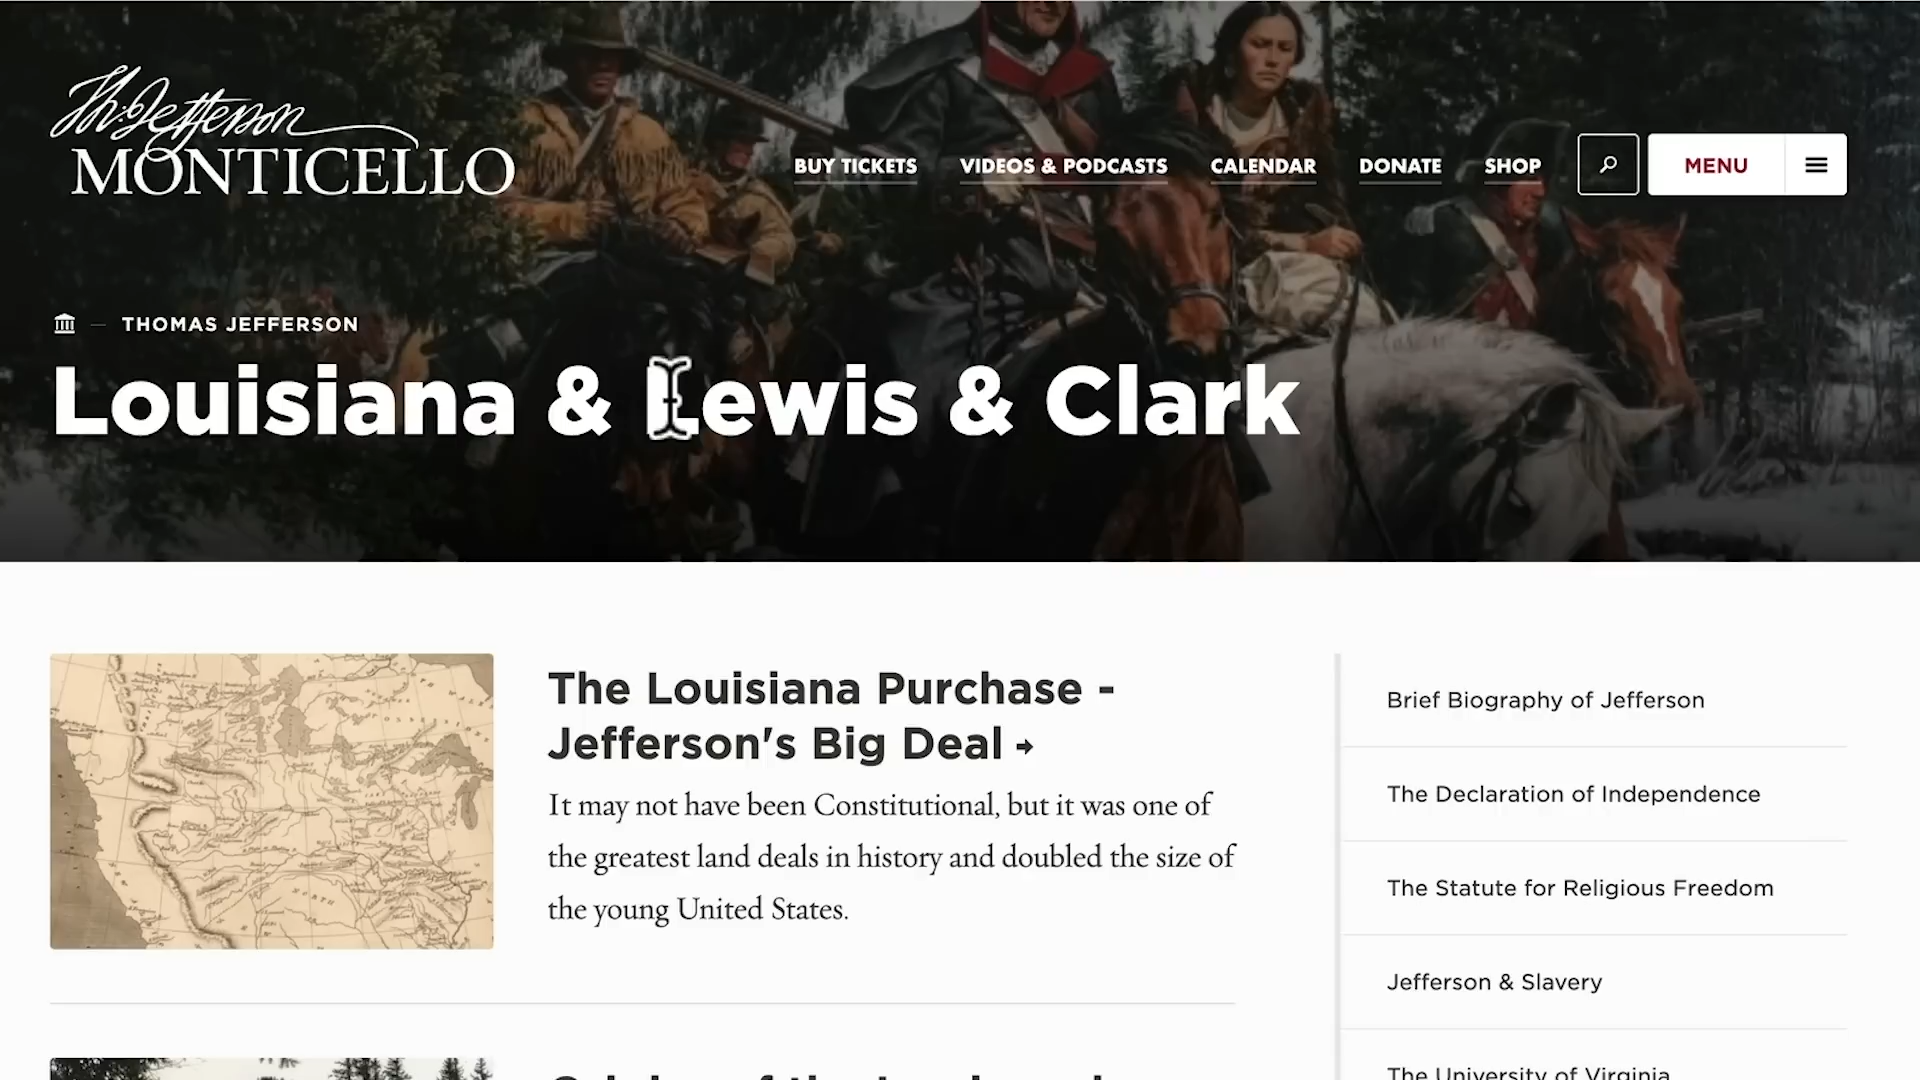 Th. Jefferson
MONTICELLO
BUY TICKETS
VIDEOS & PODCASTS
CALENDAR
DONATE
SHOP
MENU
THOMAS JEFFERSON
Louisiana & Lewis & Clark
The Louisiana Purchase -
Jefferson's Big Deal →
It may not have been Constitutional, but it was one of
the greatest land deals in history and doubled the size of
the young United States.
Brief Biography of Jefferson
The Declaration of Independence
The Statute for Religious Freedom
Jefferson & Slavery
The University of Virginia